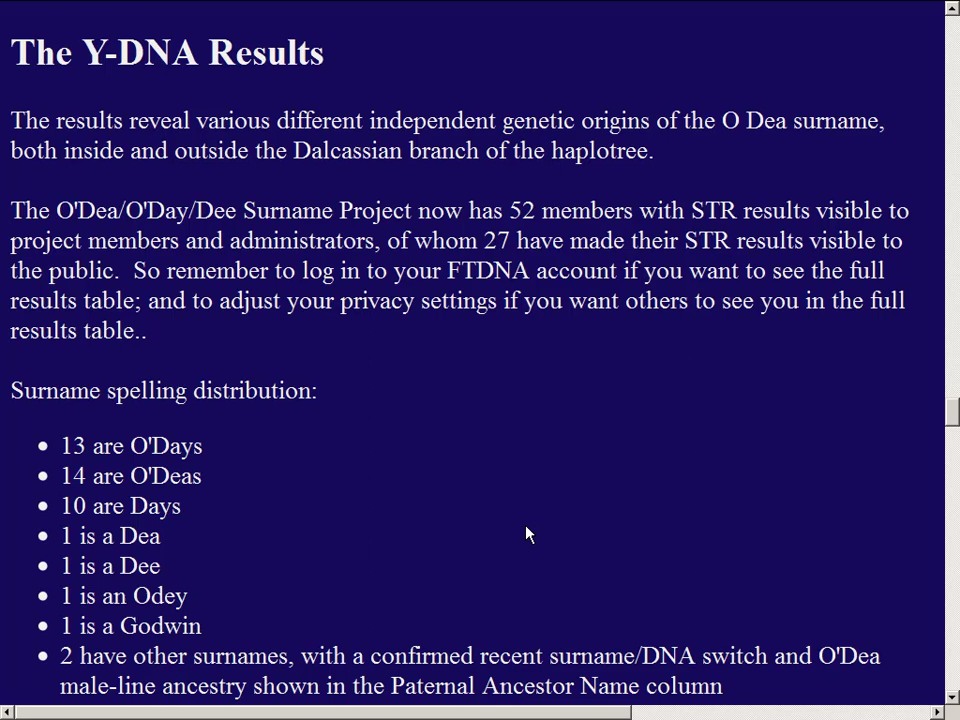 The Y-DNA Results
The results reveal various different independent genetic origins of the O Dea surname,
both inside and outside the Dalcassian branch of the haplotree.
The O'Dea/O'Day/Dee Surname Project now has 52 members with STR results visible to
project members and administrators, of whom 27 have made their STR results visible to
the public.  So remember to log in to your FTDNA account if you want to see the full
results table; and to adjust your privacy settings if you want others to see you in the full
results table..
Surname spelling distribution:
• 13 are O'Days
• 14 are O'Deas
• 10 are Days
• 1 is a Dea
• 1 is a Dee
• 1 is an Odey
• 1 is a Godwin
• 2 have other surnames, with a confirmed recent surname/DNA switch and O'Dea
male-line ancestry shown in the Paternal Ancestor Name column